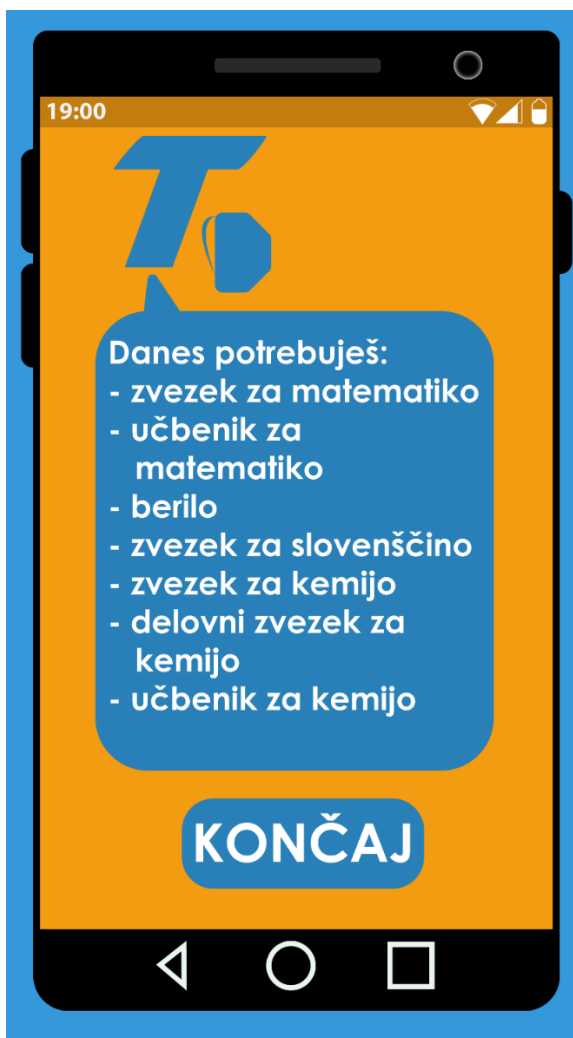 19:00
T
Danes potrebuješ:
- zvezek za matematiko
- učbenik za
matematiko
- berilo
- zvezek za slovenščino
- zvezek za kemijo
- delovni zvezek za
kemijo
- učbenik za kemijo
KONČAJ